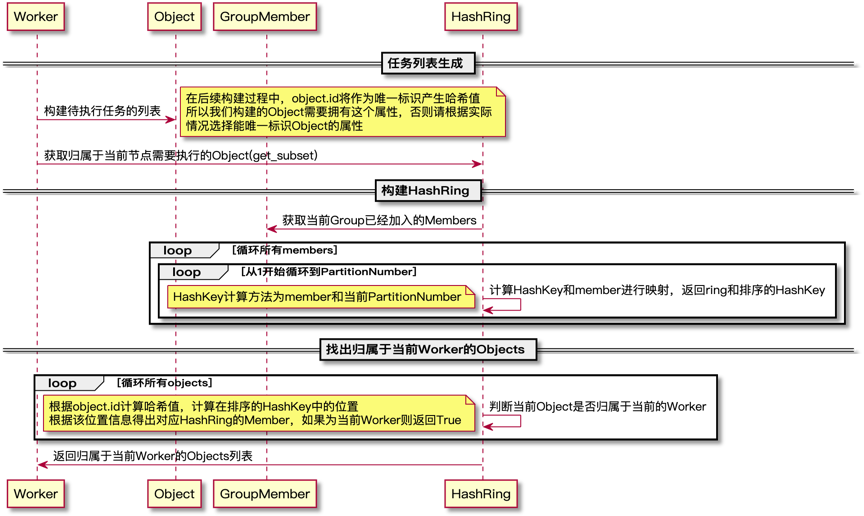 Worker
Object
GroupMember
HashRing
任务列表生成
在后续构建过程中，object.id将作为唯一标识产生哈希值
所以我们构建的Object需要拥有这个属性，否则请根据实际
情况选择能唯一标识Object的属性
构建待执行任务的列表
获取归属于当前节点需要执行的Object(get_subset)
构建HashRing
获取当前Group已经加入的Members
loop [循环所有members]
loop [从1开始循环到PartitionNumber]
HashKey计算方法为member和当前PartitionNumber
计算HashKey和member进行映射，返回ring和排序的HashKey
找出归属于当前Worker的Objects
loop [循环所有objects]
根据object.id计算哈希值，计算在排序的HashKey中的位置
根据该位置信息得出对应HashRing的Member，如果为当前Worker则返回True
判断当前Object是否归属于当前的Worker
返回归属于当前Worker的Objects列表
Worker
Object
GroupMember
HashRing